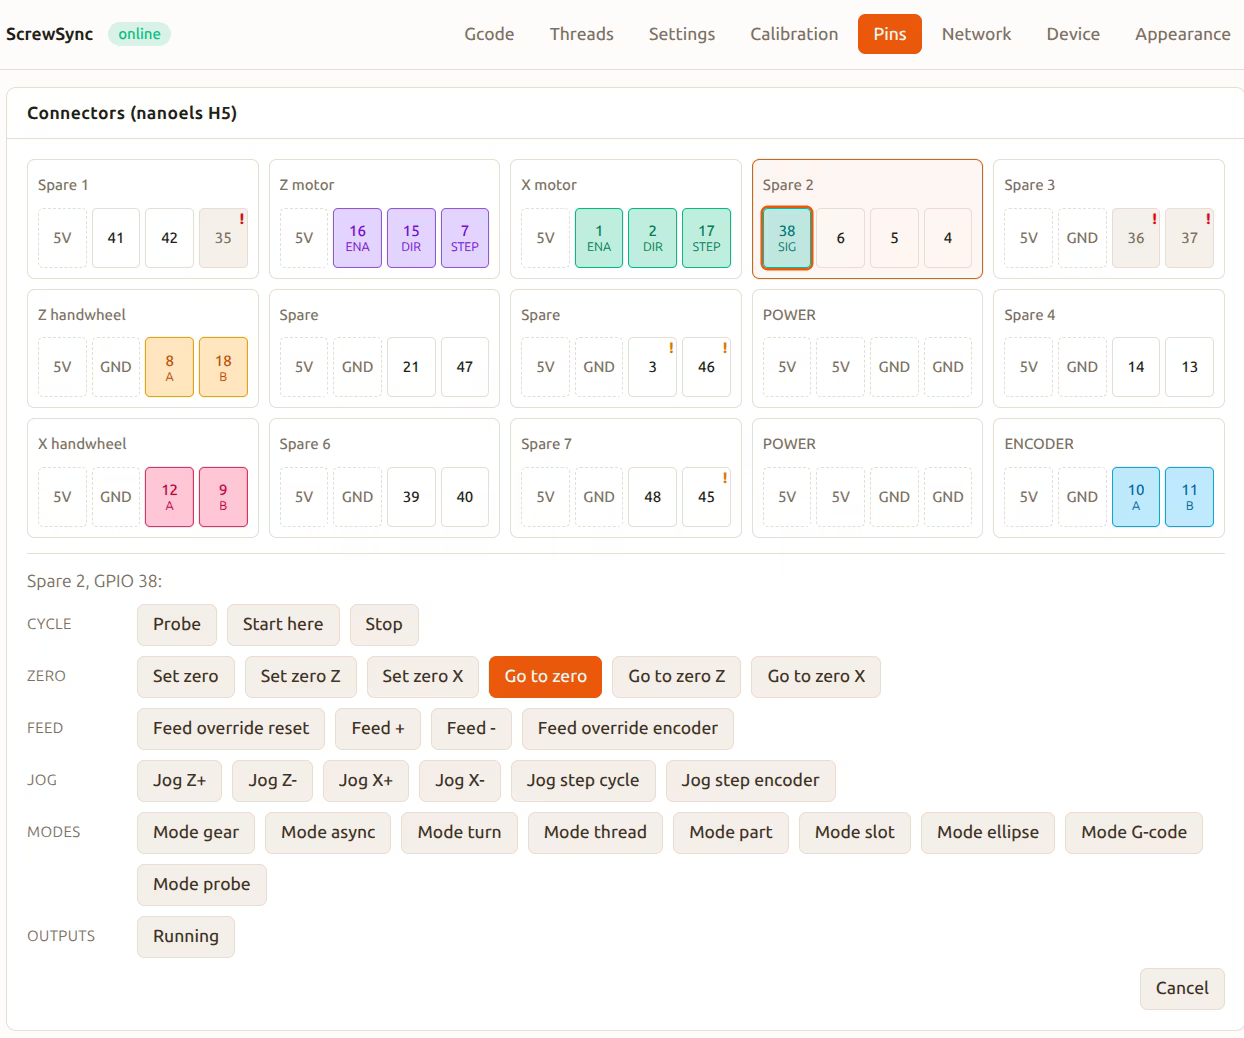 ScrewSync online Gcode Threads Settings Calibration Pins Network Device Appearance
Connectors (nanoels H5)
Spare 1 Z motor X motor Spare 2 Spare 3
5V 41 42 35 ! 5V 16 ENA 15 DIR 7 STEP 5V 1 ENA 2 DIR 17 STEP 38 SIG 6 5 4 5V GND 36 ! 37 !
Z handwheel Spare Spare POWER Spare 4
5V GND 8 A 18 B 5V GND 21 47 5V GND 3 ! 46 ! 5V 5V GND GND 5V GND 14 13
X handwheel Spare 6 Spare 7 POWER ENCODER
5V GND 12 A 9 B 5V GND 39 40 5V GND 48 45 ! 5V 5V GND GND 5V GND 10 A 11 B
Spare 2, GPIO 38:
CYCLE Probe Start here Stop
ZERO Set zero Set zero Z Set zero X Go to zero Go to zero Z Go to zero X
FEED Feed override reset Feed + Feed - Feed override encoder
JOG Jog Z+ Jog Z- Jog X+ Jog X- Jog step cycle Jog step encoder
MODES Mode gear Mode async Mode turn Mode thread Mode part Mode slot Mode ellipse Mode G-code
Mode probe
OUTPUTS Running
Cancel